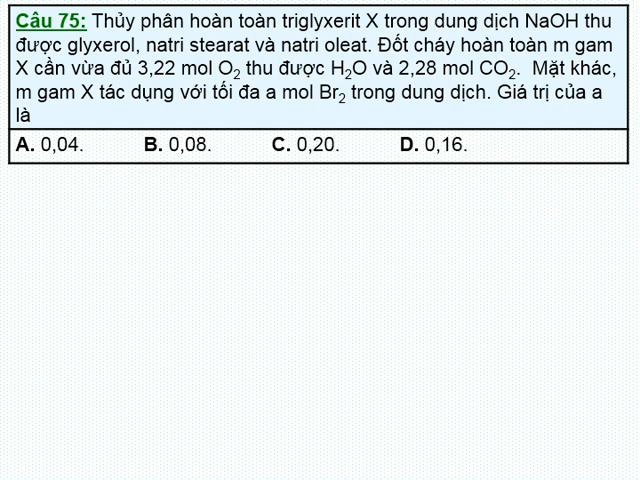 Câu 75: Thủy phân hoàn toàn triglyxerit X trong dung dịch NaOH thu
được glyxerol, natri stearat và natri oleat. Đốt cháy hoàn toàn m gam
X cần vừa đủ 3,22 mol O₂ thu được H₂O và 2,28 mol CO₂. Mặt khác,
m gam X tác dụng với tối đa a mol Br₂ trong dung dịch. Giá trị của a
là
A. 0,04. B. 0,08. C. 0,20. D. 0,16.